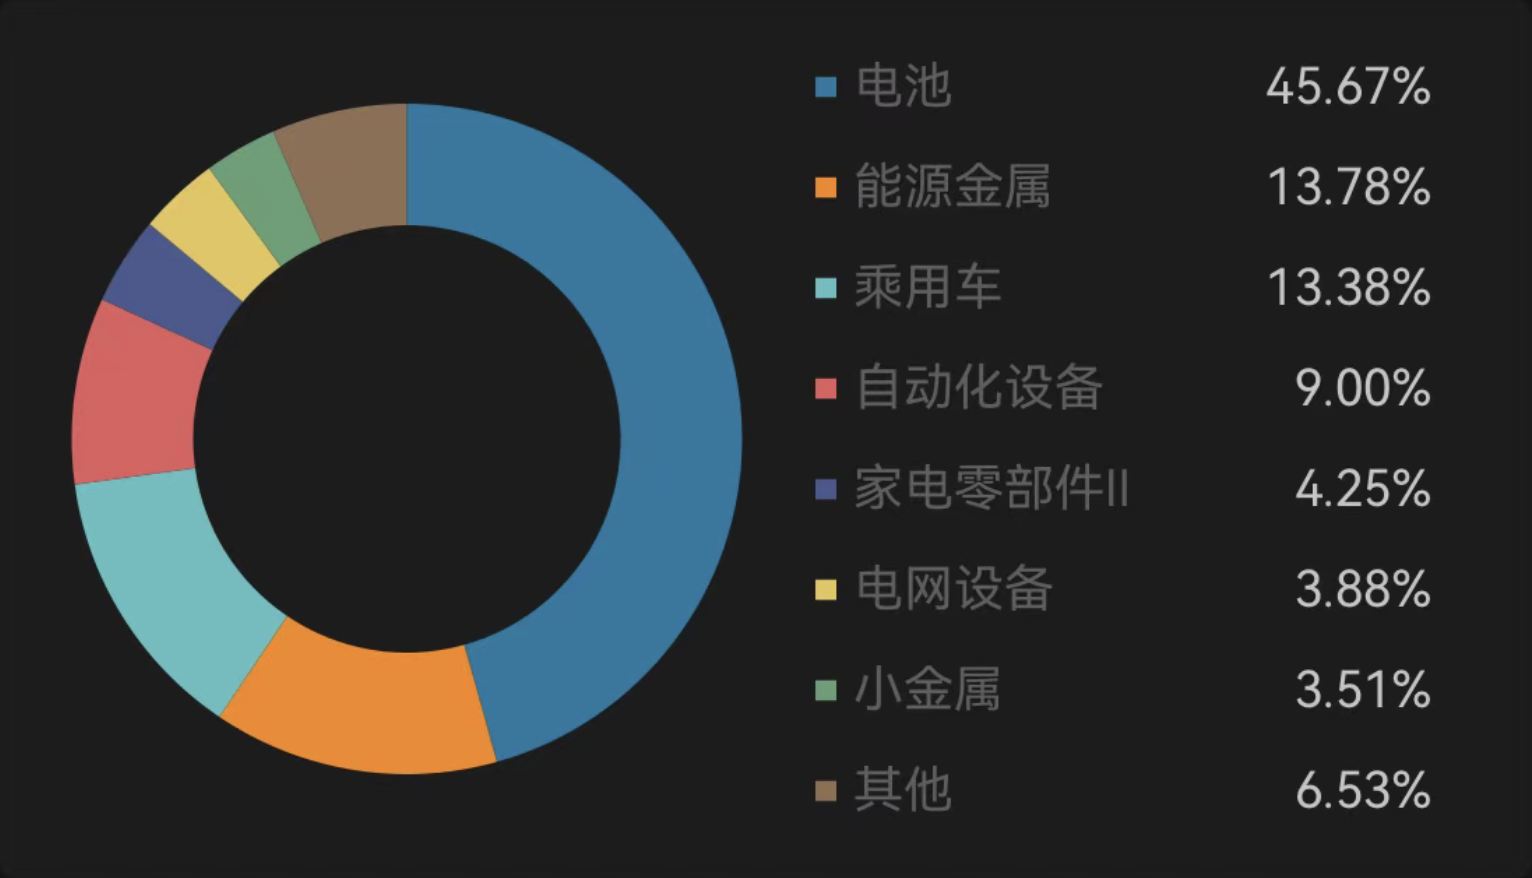 电池 45.67%
能源金属 13.78%
乘用车 13.38%
自动化设备 9.00%
家电零部件II 4.25%
电网设备 3.88%
小金属 3.51%
其他 6.53%